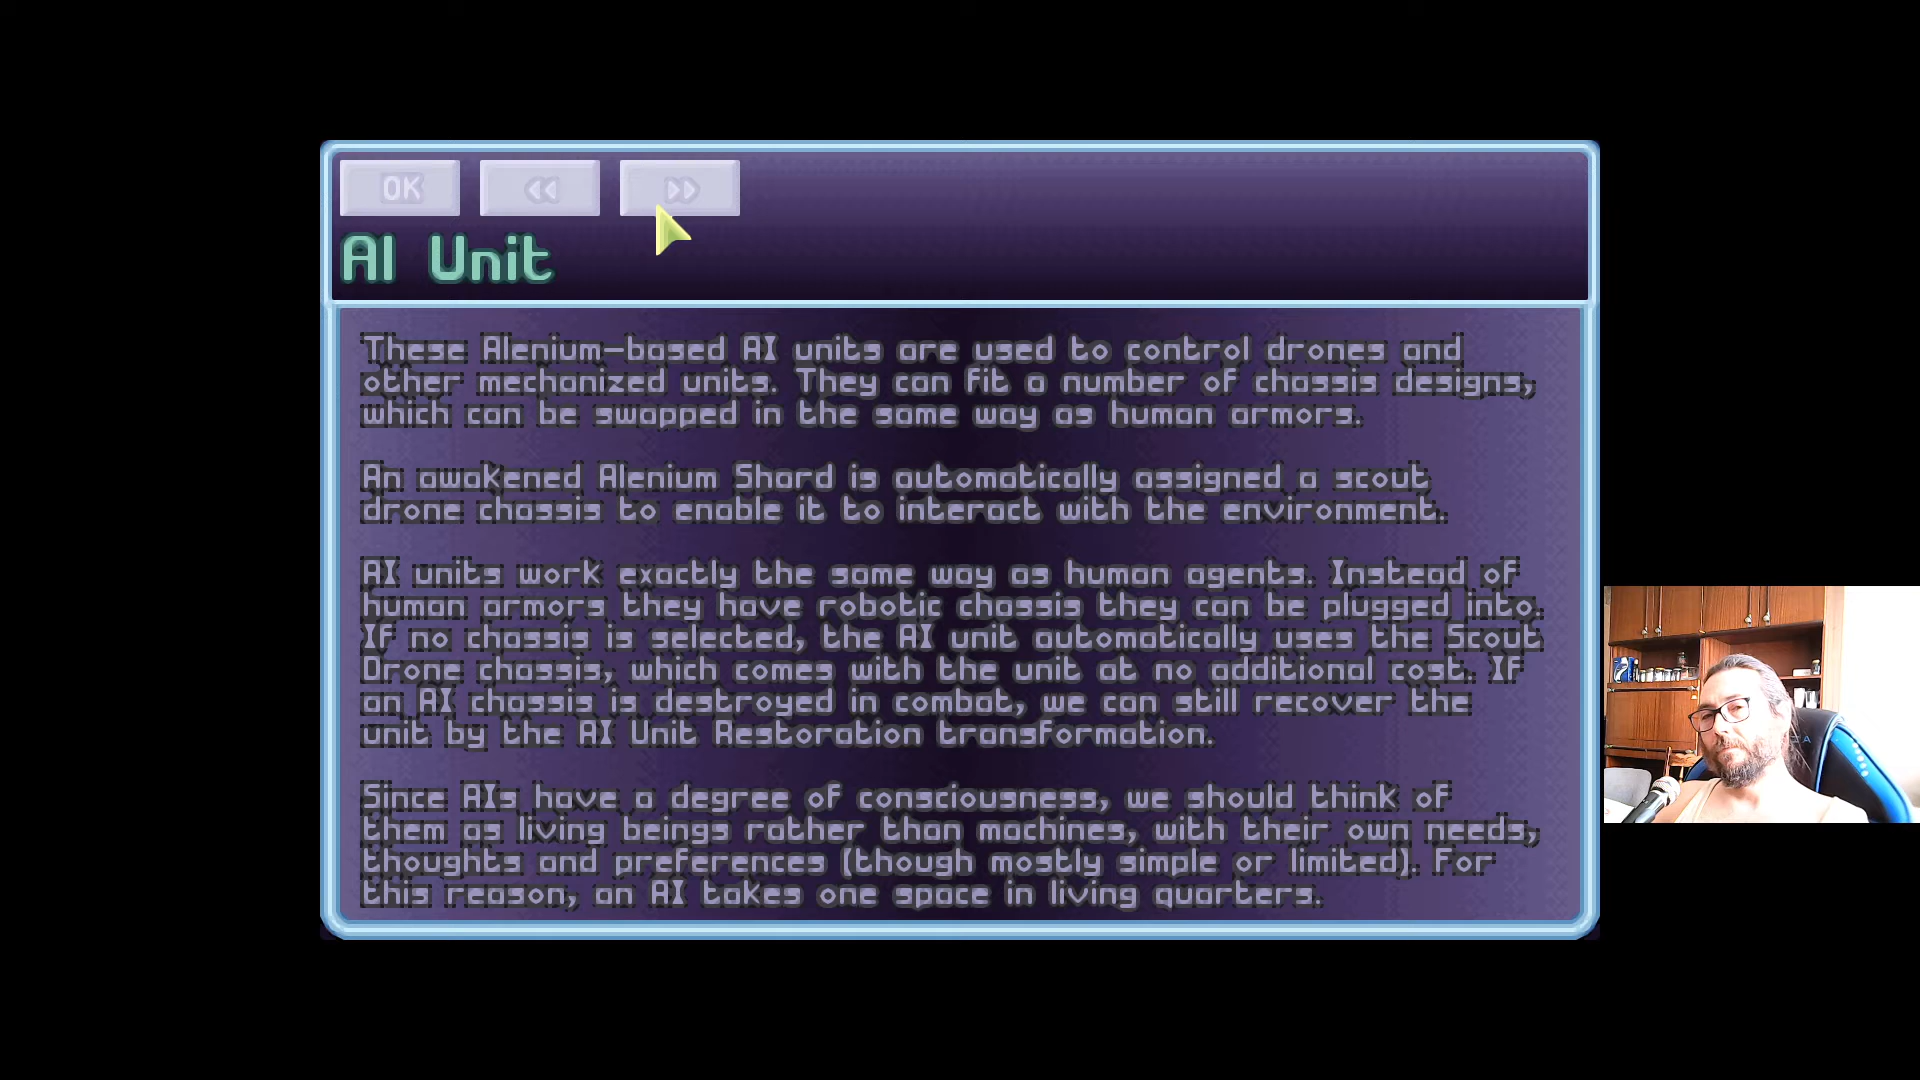 OK
<<
>>
AI Unit
These Alenium-based AI units are used to control drones and
other mechanized units. They can fit a number of chassis designs,
which can be swapped in the same way as human armors.
An awakened Alenium Shard is automatically assigned a scout
drone chassis to enable it to interact with the environment.
AI units work exactly the same way as human agents. Instead of
human armors they have robotic chassis they can be plugged into.
If no chassis is selected, the AI unit automatically uses the Scout
Drone chassis, which comes with the unit at no additional cost. If
an AI chassis is destroyed in combat, we can still recover the
unit by the AI Unit Restoration transformation.
Since AIs have a degree of consciousness, we should think of
them as living beings rather than machines, with their own needs,
thoughts and preferences (though mostly simple or limited). For
this reason, an AI takes one space in living quarters.